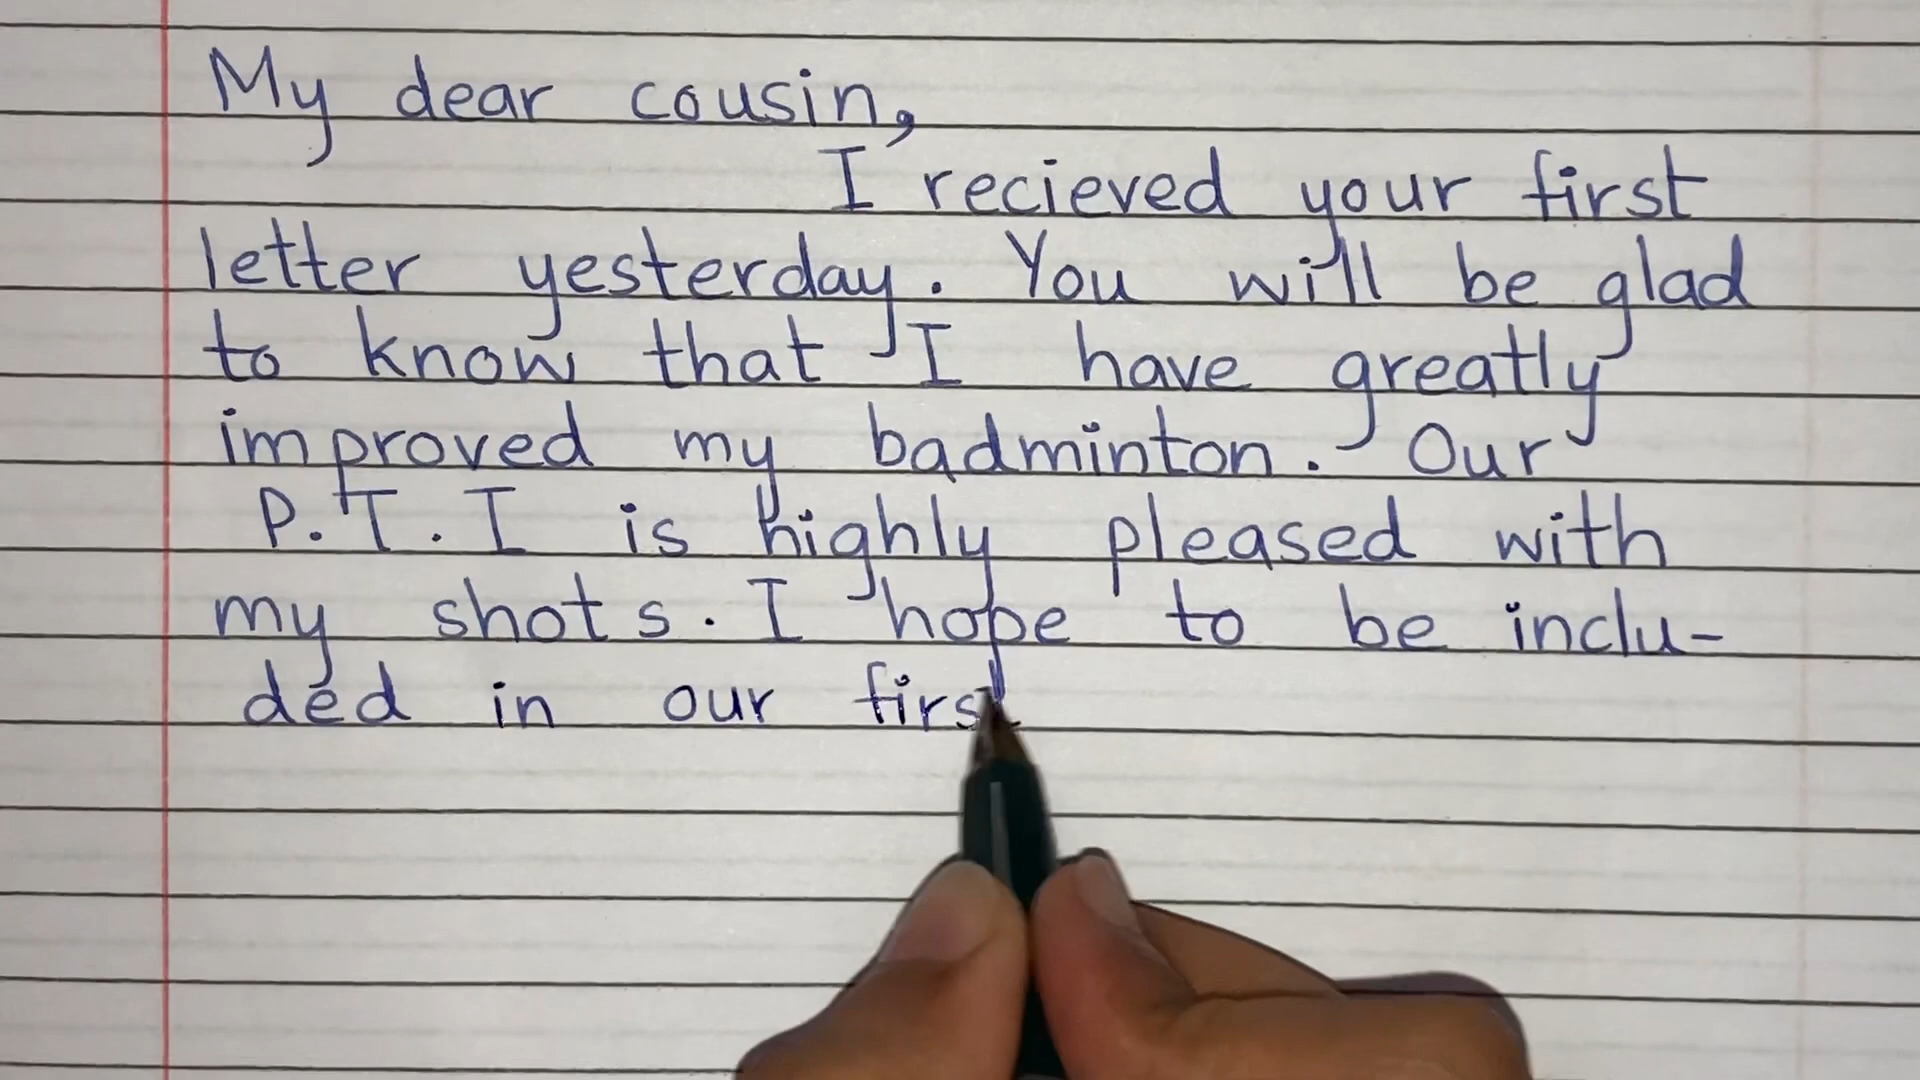 My dear cousin,
I recieved your first
letter yesterday. You will be glad
to know that I have greatly
improved my badminton. Our
P.T.I is highly pleased with
my shots. I hope to be inclu-
ded in our first